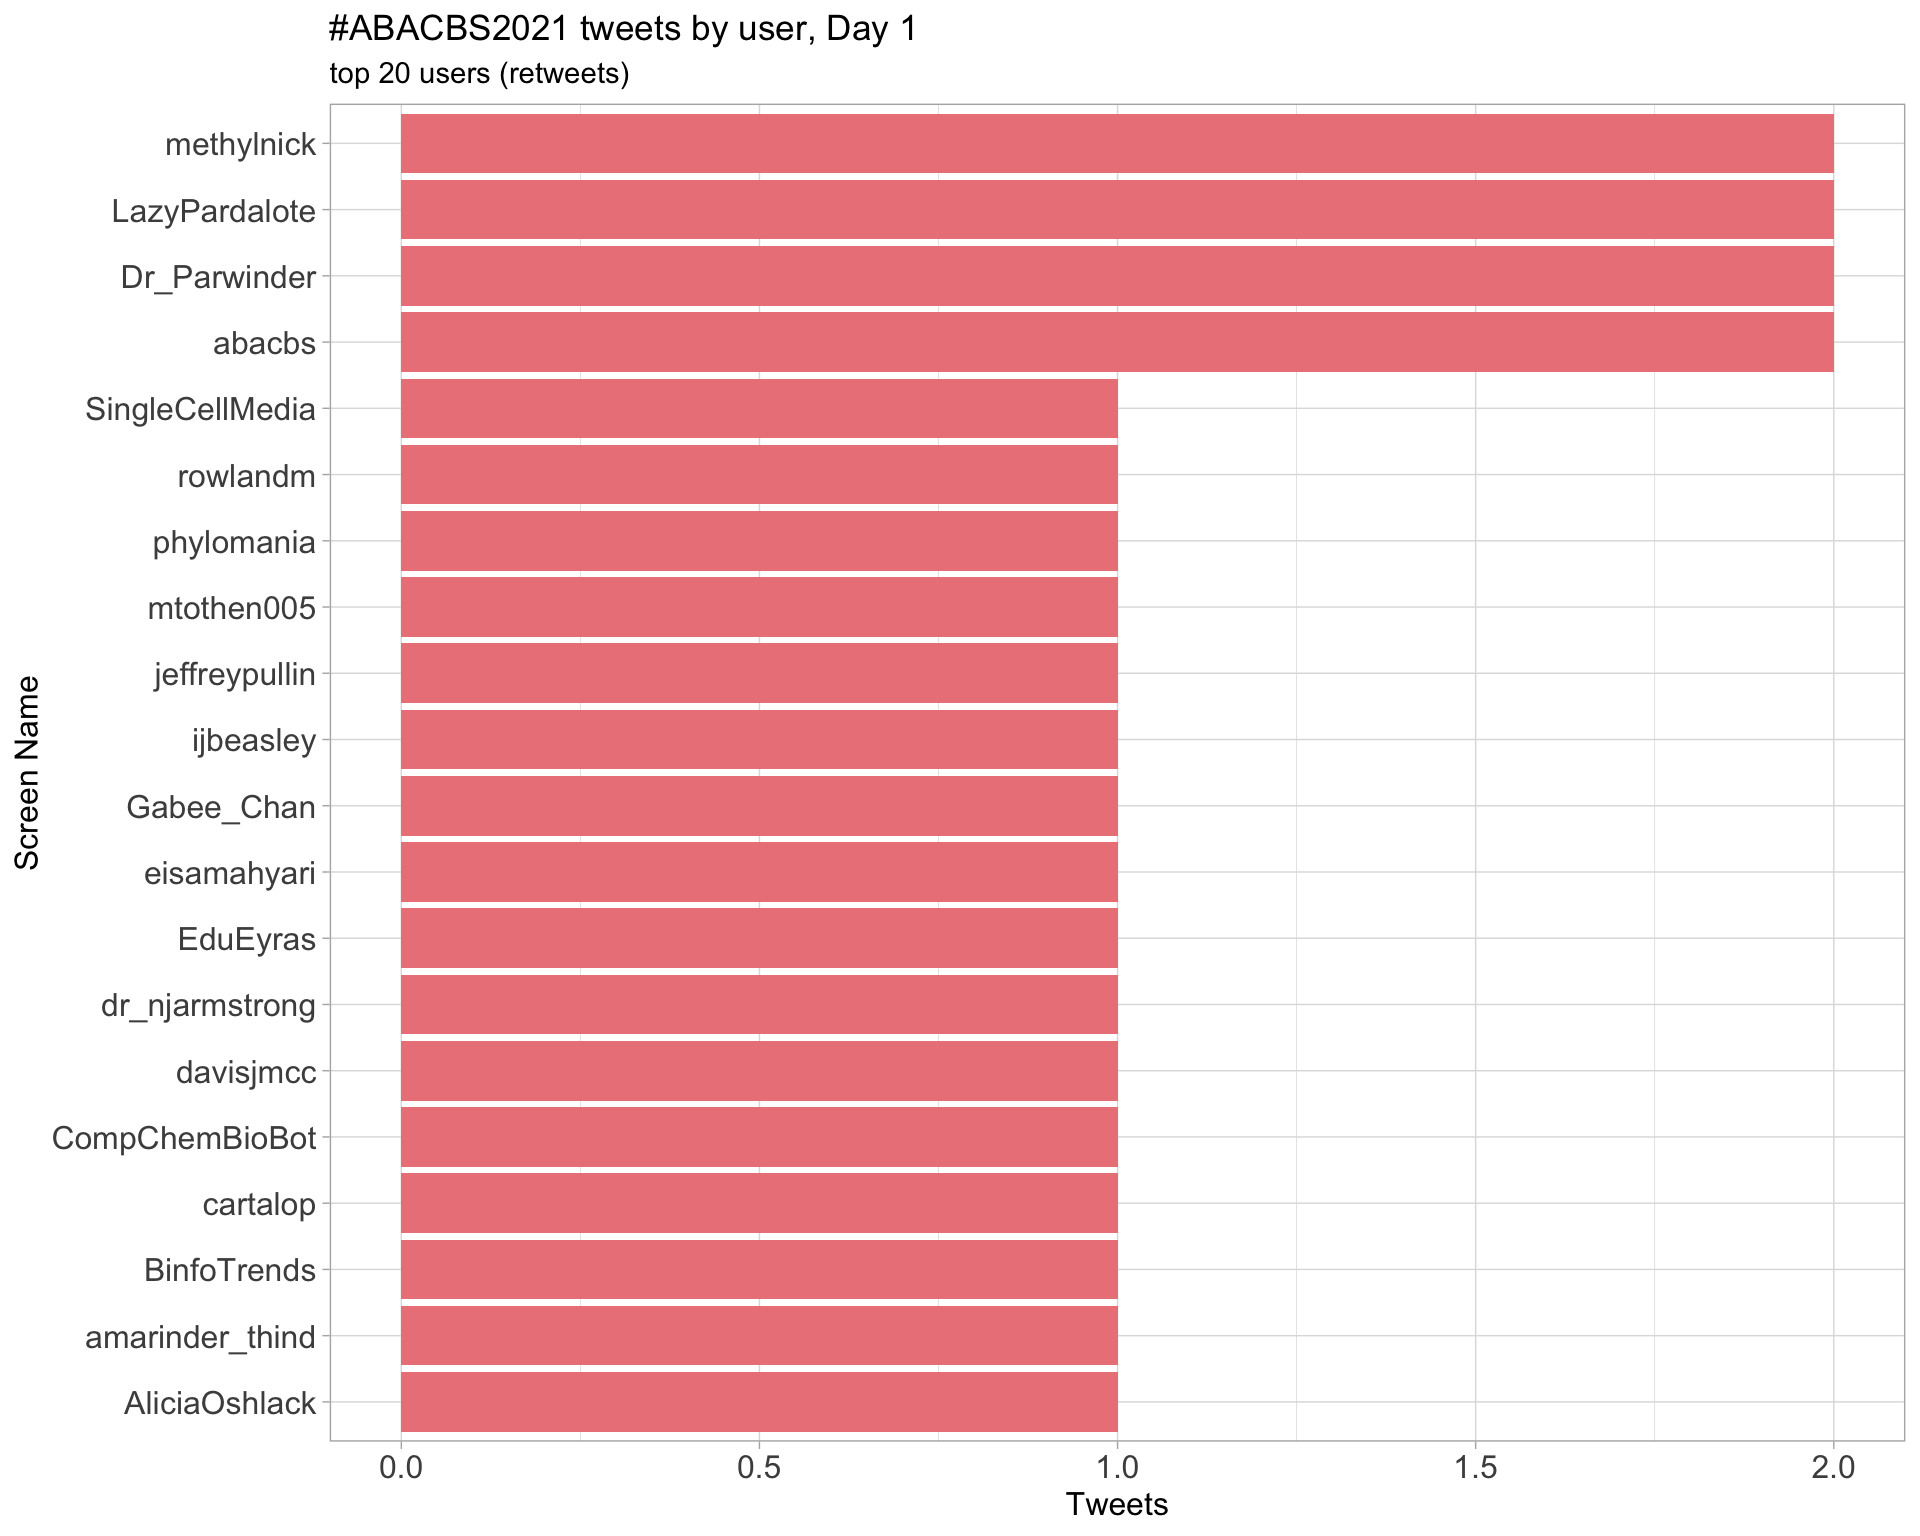 #ABACBS2021 tweets by user, Day 1
top 20 users (retweets)
methylnick
LazyPardalote
Dr_Parwinder
abacbs
SingleCellMedia
rowlandm
phylomania
mtothen005
jeffreypullin
ijbeasley
Gabee_Chan
eisamahyari
EduEyras
dr_njarmstrong
davisjmcc
CompChemBioBot
cartalop
BinfoTrends
amarinder_thind
AliciaOshlack
Screen Name
0.0 0.5 1.0 1.5 2.0
Tweets